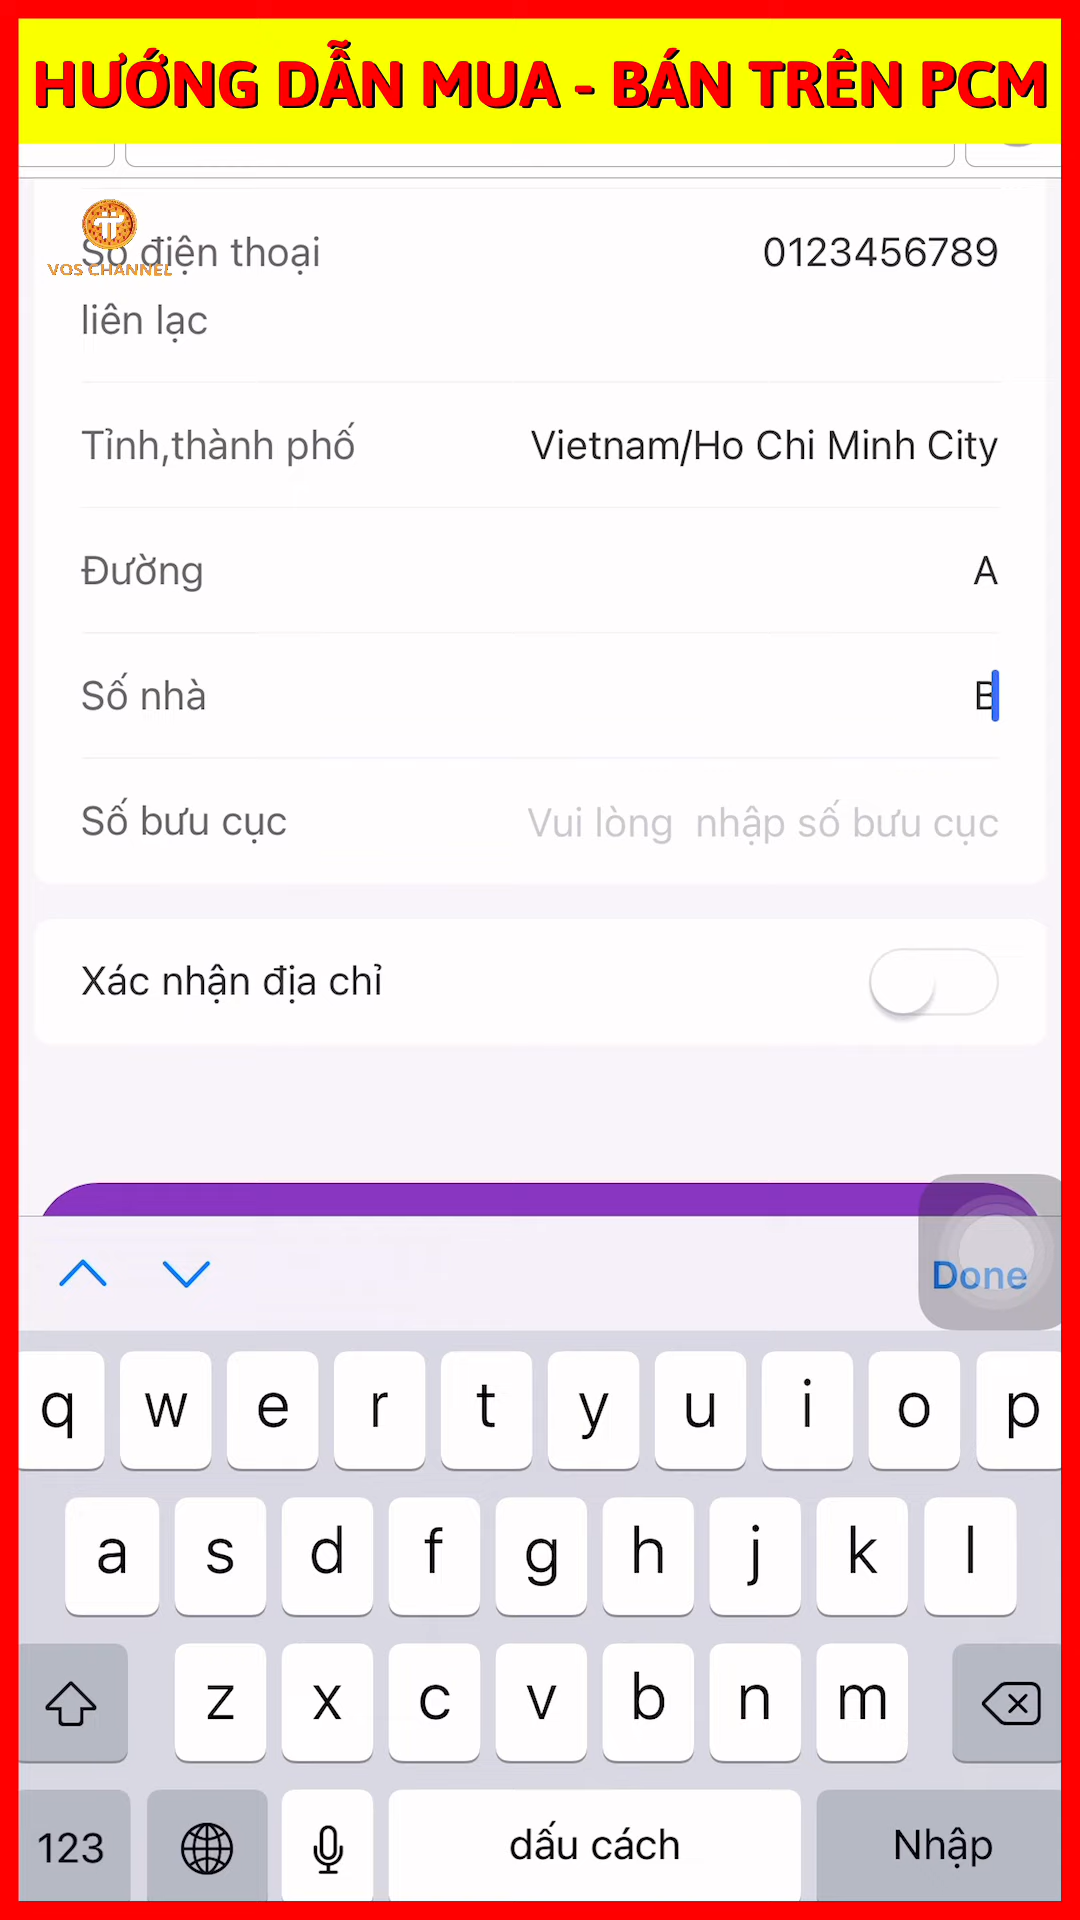 HƯỚNG DẪN MUA - BÁN TRÊN PCM
Số điện thoại
0123456789
VOS CHANNEL
liên lạc
Tỉnh,thành phố
Vietnam/Ho Chi Minh City
Đường
A
Số nhà
B
Số bưu cục
Vui lòng  nhập số bưu cục
Xác nhận địa chỉ
Done
q w e r t y u i o p
a s d f g h j k l
z x c v b n m
123
dấu cách
Nhập